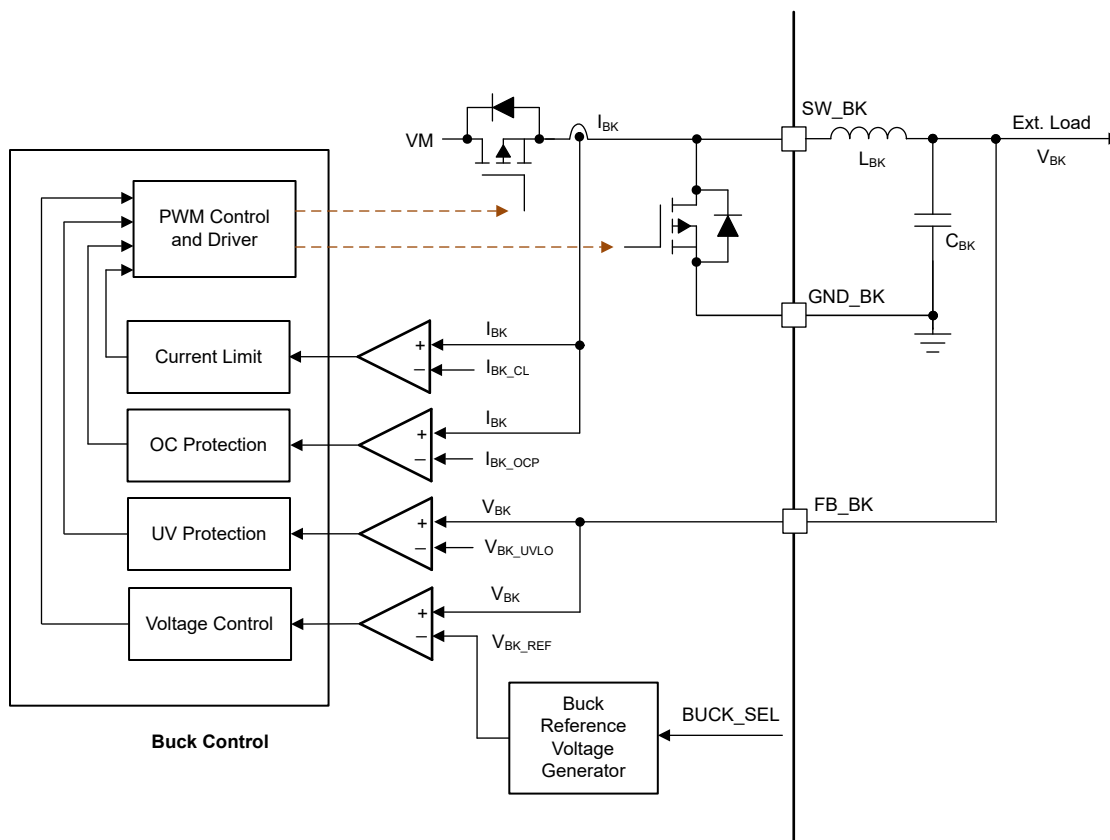 SW_BK
VM
I_BK
Ext. Load
V_BK
L_BK
C_BK
PWM Control
and Driver
GND_BK
Current Limit
+
–
I_BK
I_BK_CL
OC Protection
+
–
I_BK
I_BK_OCP
UV Protection
+
–
V_BK
V_BK_UVLO
FB_BK
Voltage Control
+
–
V_BK
V_BK_REF
Buck
Reference
Voltage
Generator
BUCK_SEL
Buck Control